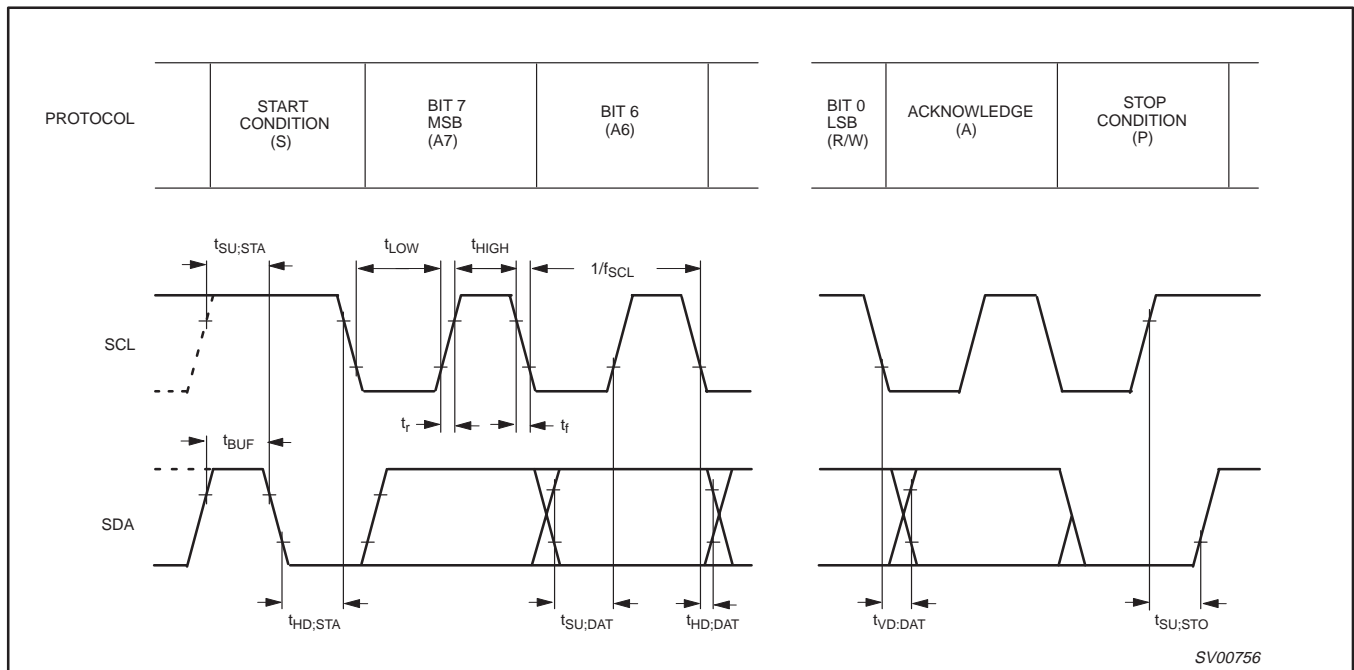 PROTOCOL
START
CONDITION
(S)
BIT 7
MSB
(A7)
BIT 6
(A6)
BIT 0
LSB
(R/W)
ACKNOWLEDGE
(A)
STOP
CONDITION
(P)
tSU;STA
tLOW
tHIGH
1/fSCL
SCL
tr
tf
tBUF
SDA
tHD;STA
tSU;DAT
tHD;DAT
tVD:DAT
tSU;STO
SV00756